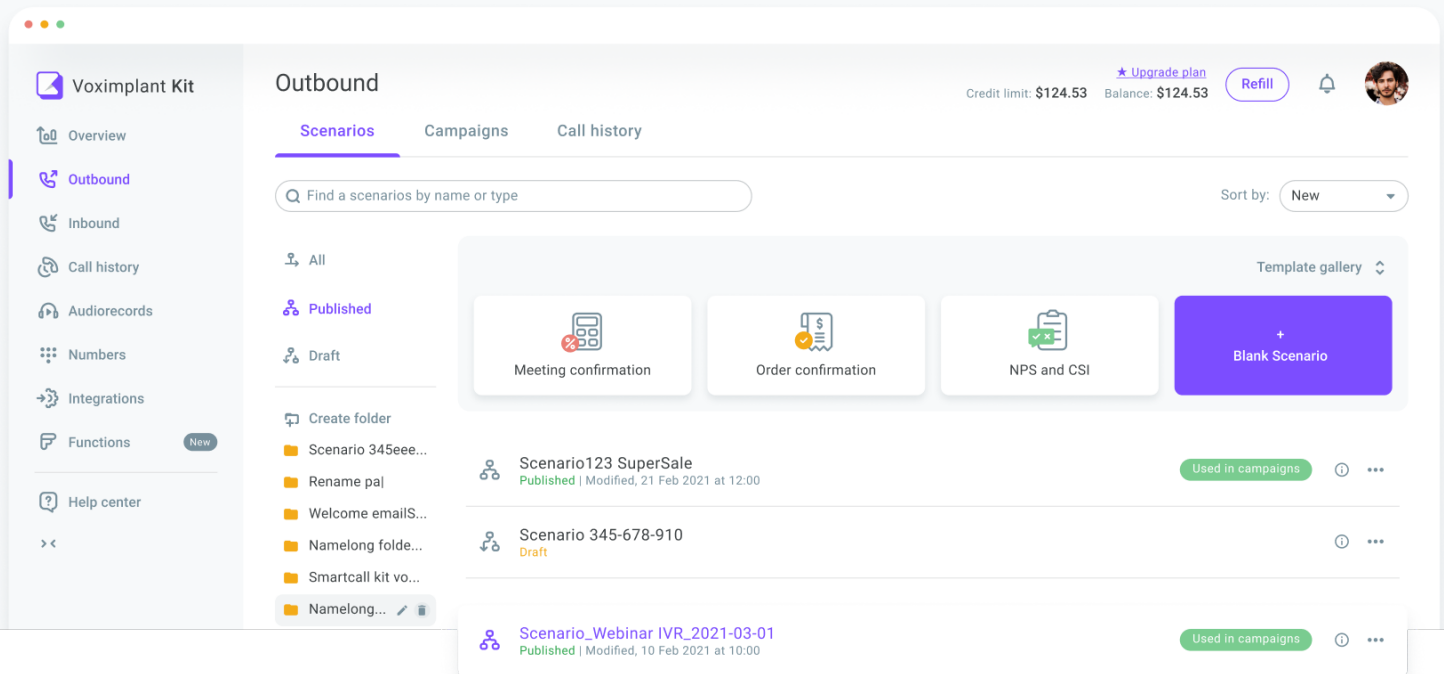 Voximplant Kit
Overview
Outbound
Inbound
Call history
Audiorecords
Numbers
Integrations
Functions New
Help center
Outbound
★ Upgrade plan
Credit limit: $124.53 Balance: $124.53
Refill
Scenarios Campaigns Call history
Find a scenarios by name or type
Sort by: New
All
Published
Draft
Create folder
Scenario 345eee...
Rename pa|
Welcome emailS...
Namelong folde...
Smartcall kit vo...
Namelong...
Template gallery
Meeting confirmation
Order confirmation
NPS and CSI
+
Blank Scenario
Scenario123 SuperSale
Published | Modified, 21 Feb 2021 at 12:00
Used in campaigns
Scenario 345-678-910
Draft
Scenario_Webinar IVR_2021-03-01
Published | Modified, 10 Feb 2021 at 10:00
Used in campaigns